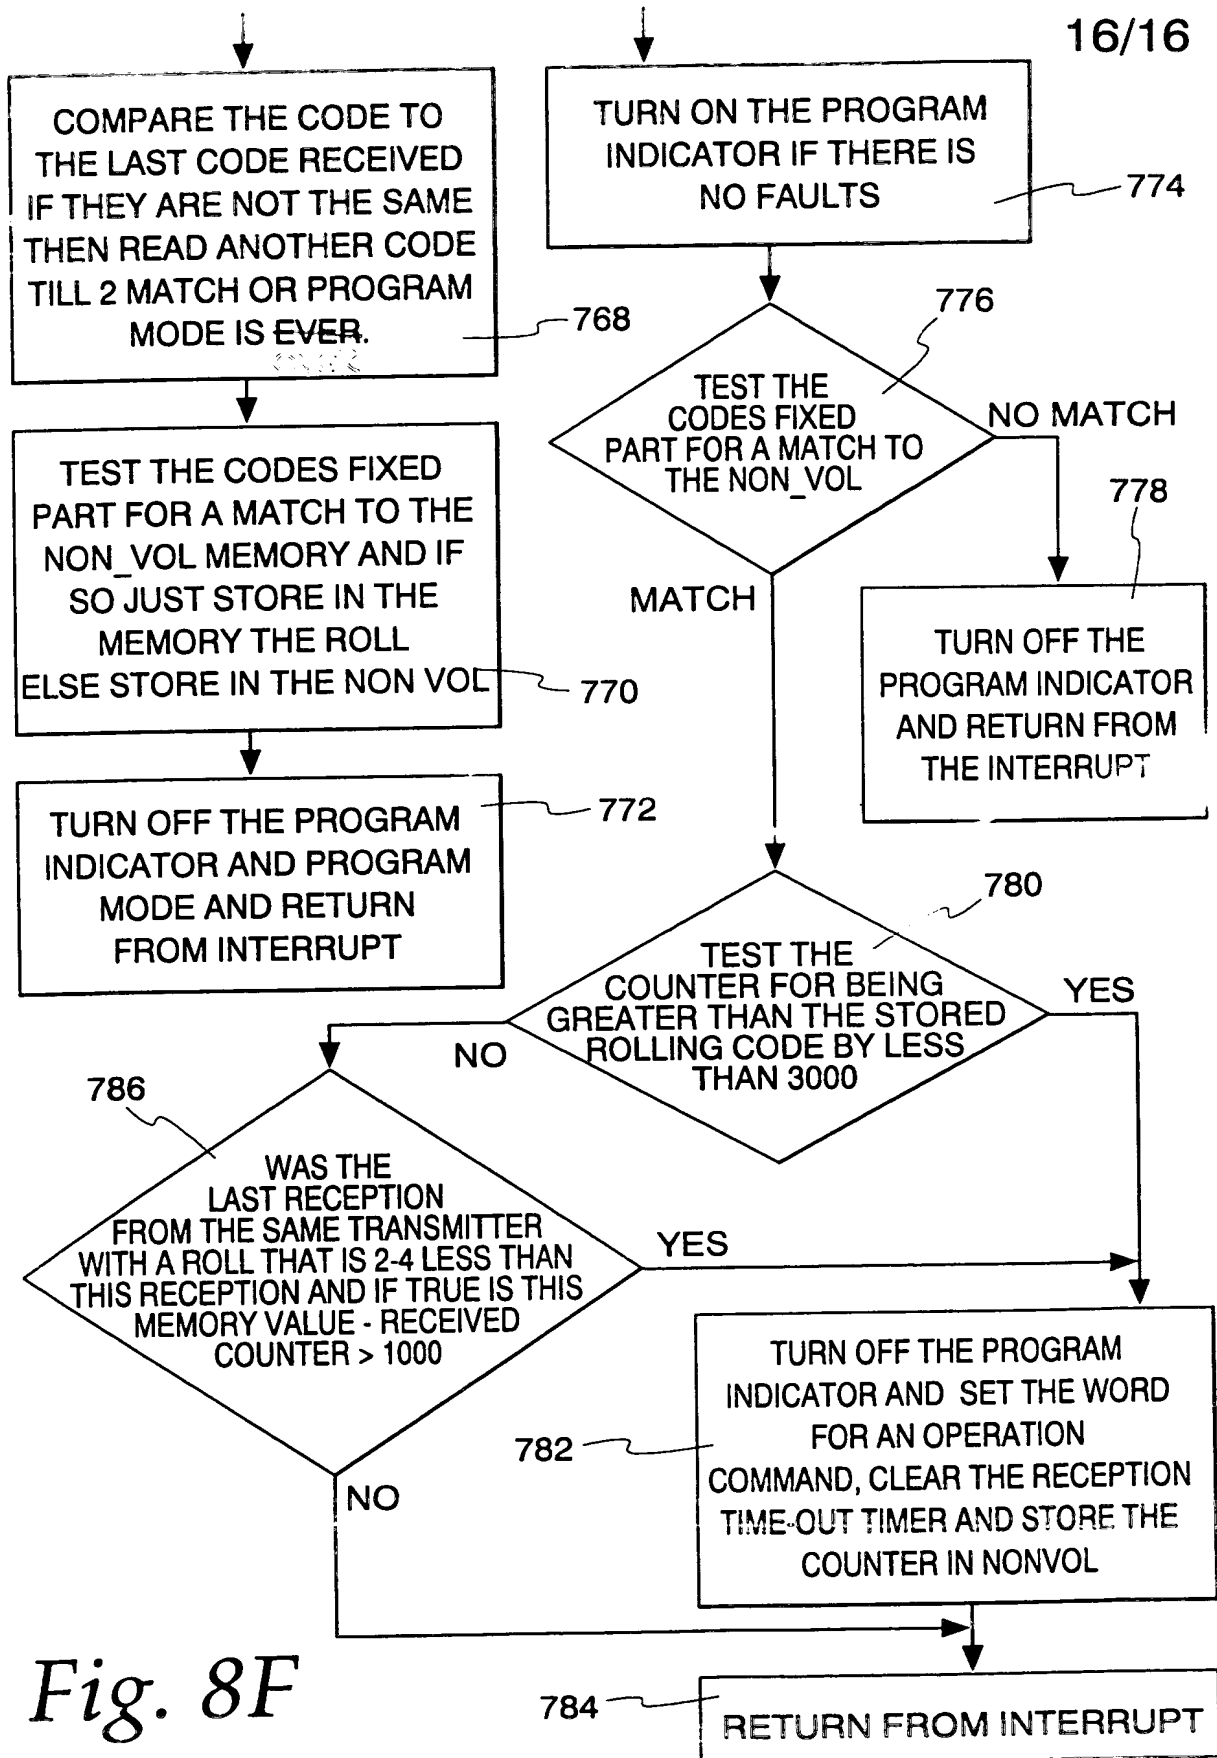 16/16
COMPARE THE CODE TO
THE LAST CODE RECEIVED
IF THEY ARE NOT THE SAME
THEN READ ANOTHER CODE
TILL 2 MATCH OR PROGRAM
MODE IS EVER.
768
TEST THE CODES FIXED
PART FOR A MATCH TO THE
NON_VOL MEMORY AND IF
SO JUST STORE IN THE
MEMORY THE ROLL
ELSE STORE IN THE NON VOL
770
TURN OFF THE PROGRAM
INDICATOR AND PROGRAM
MODE AND RETURN
FROM INTERRUPT
772
TURN ON THE PROGRAM
INDICATOR IF THERE IS
NO FAULTS
774
776
TEST THE
CODES FIXED
PART FOR A MATCH TO
THE NON_VOL
NO MATCH
MATCH
778
TURN OFF THE
PROGRAM INDICATOR
AND RETURN FROM
THE INTERRUPT
780
TEST THE
COUNTER FOR BEING
GREATER THAN THE STORED
ROLLING CODE BY LESS
THAN 3000
YES
NO
786
WAS THE
LAST RECEPTION
FROM THE SAME TRANSMITTER
WITH A ROLL THAT IS 2-4 LESS THAN
THIS RECEPTION AND IF TRUE IS THIS
MEMORY VALUE - RECEIVED
COUNTER > 1000
YES
NO
TURN OFF THE PROGRAM
INDICATOR AND SET THE WORD
FOR AN OPERATION
COMMAND, CLEAR THE RECEPTION
TIME-OUT TIMER AND STORE THE
COUNTER IN NONVOL
782
784
RETURN FROM INTERRUPT
Fig. 8F